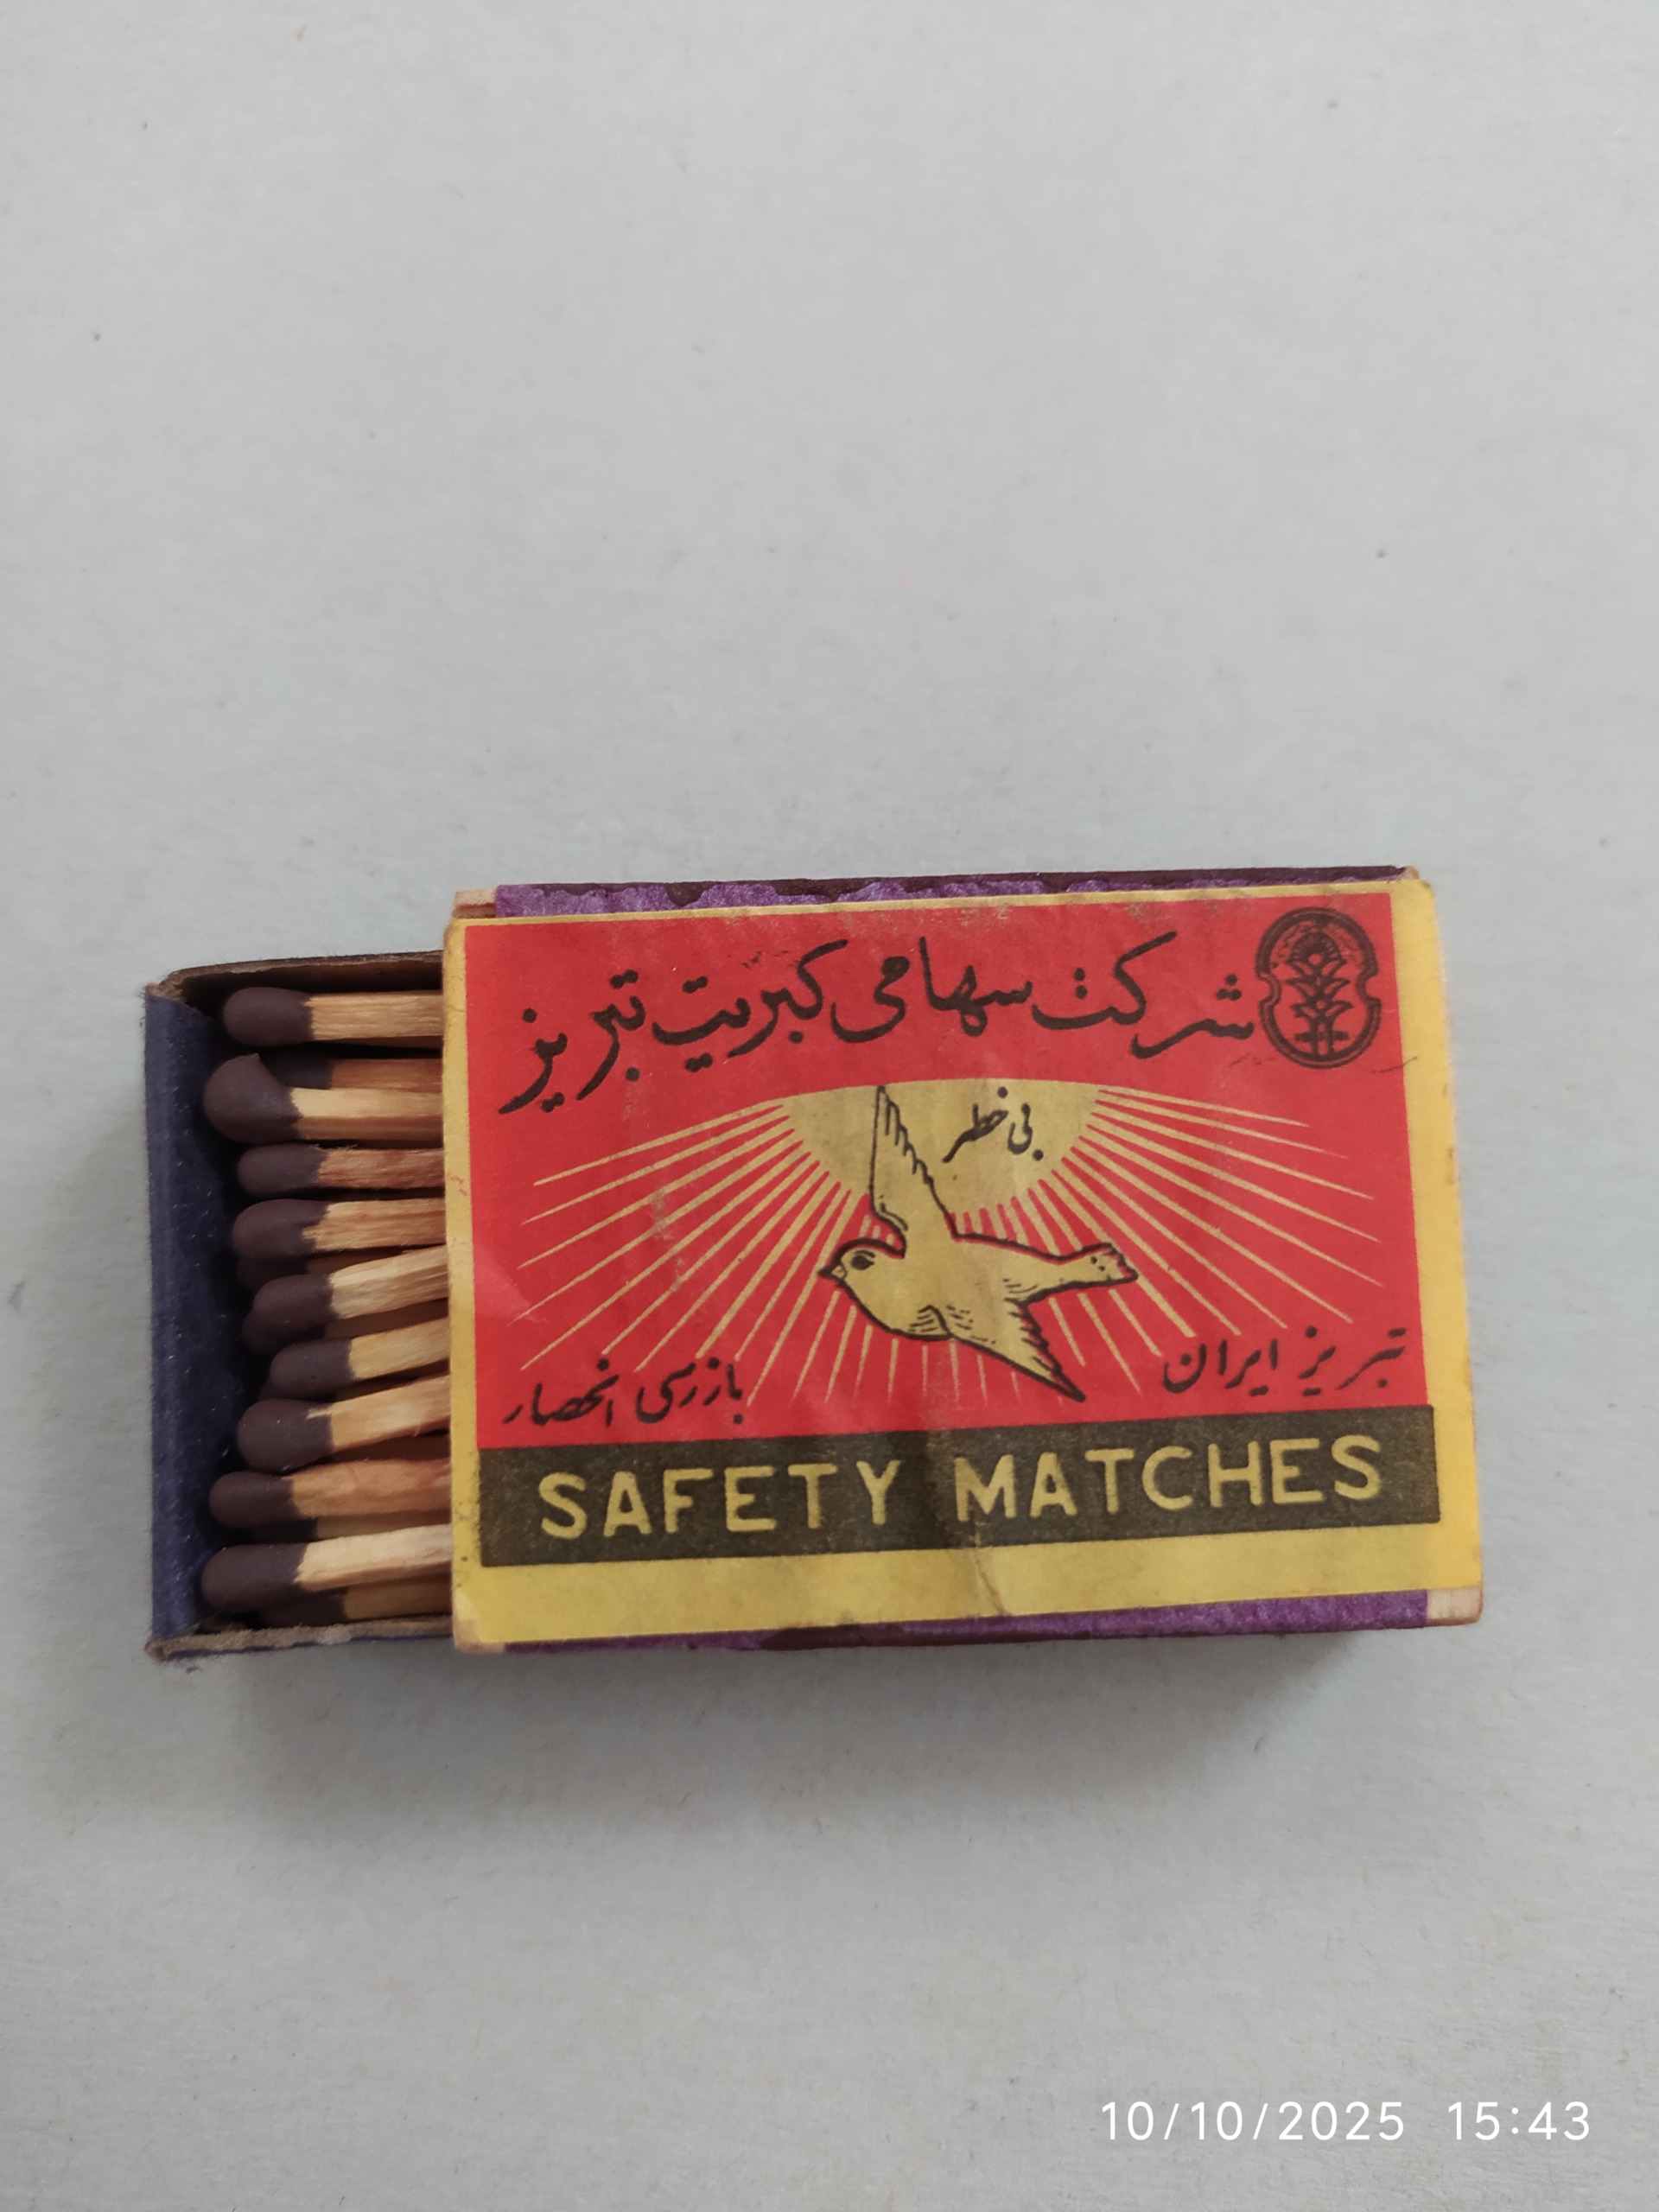 شرکت سهامی کبریت تبریز
بی خطر
تبریز ایران
بازرسی انحصار
SAFETY MATCHES
10/10/2025 15:43